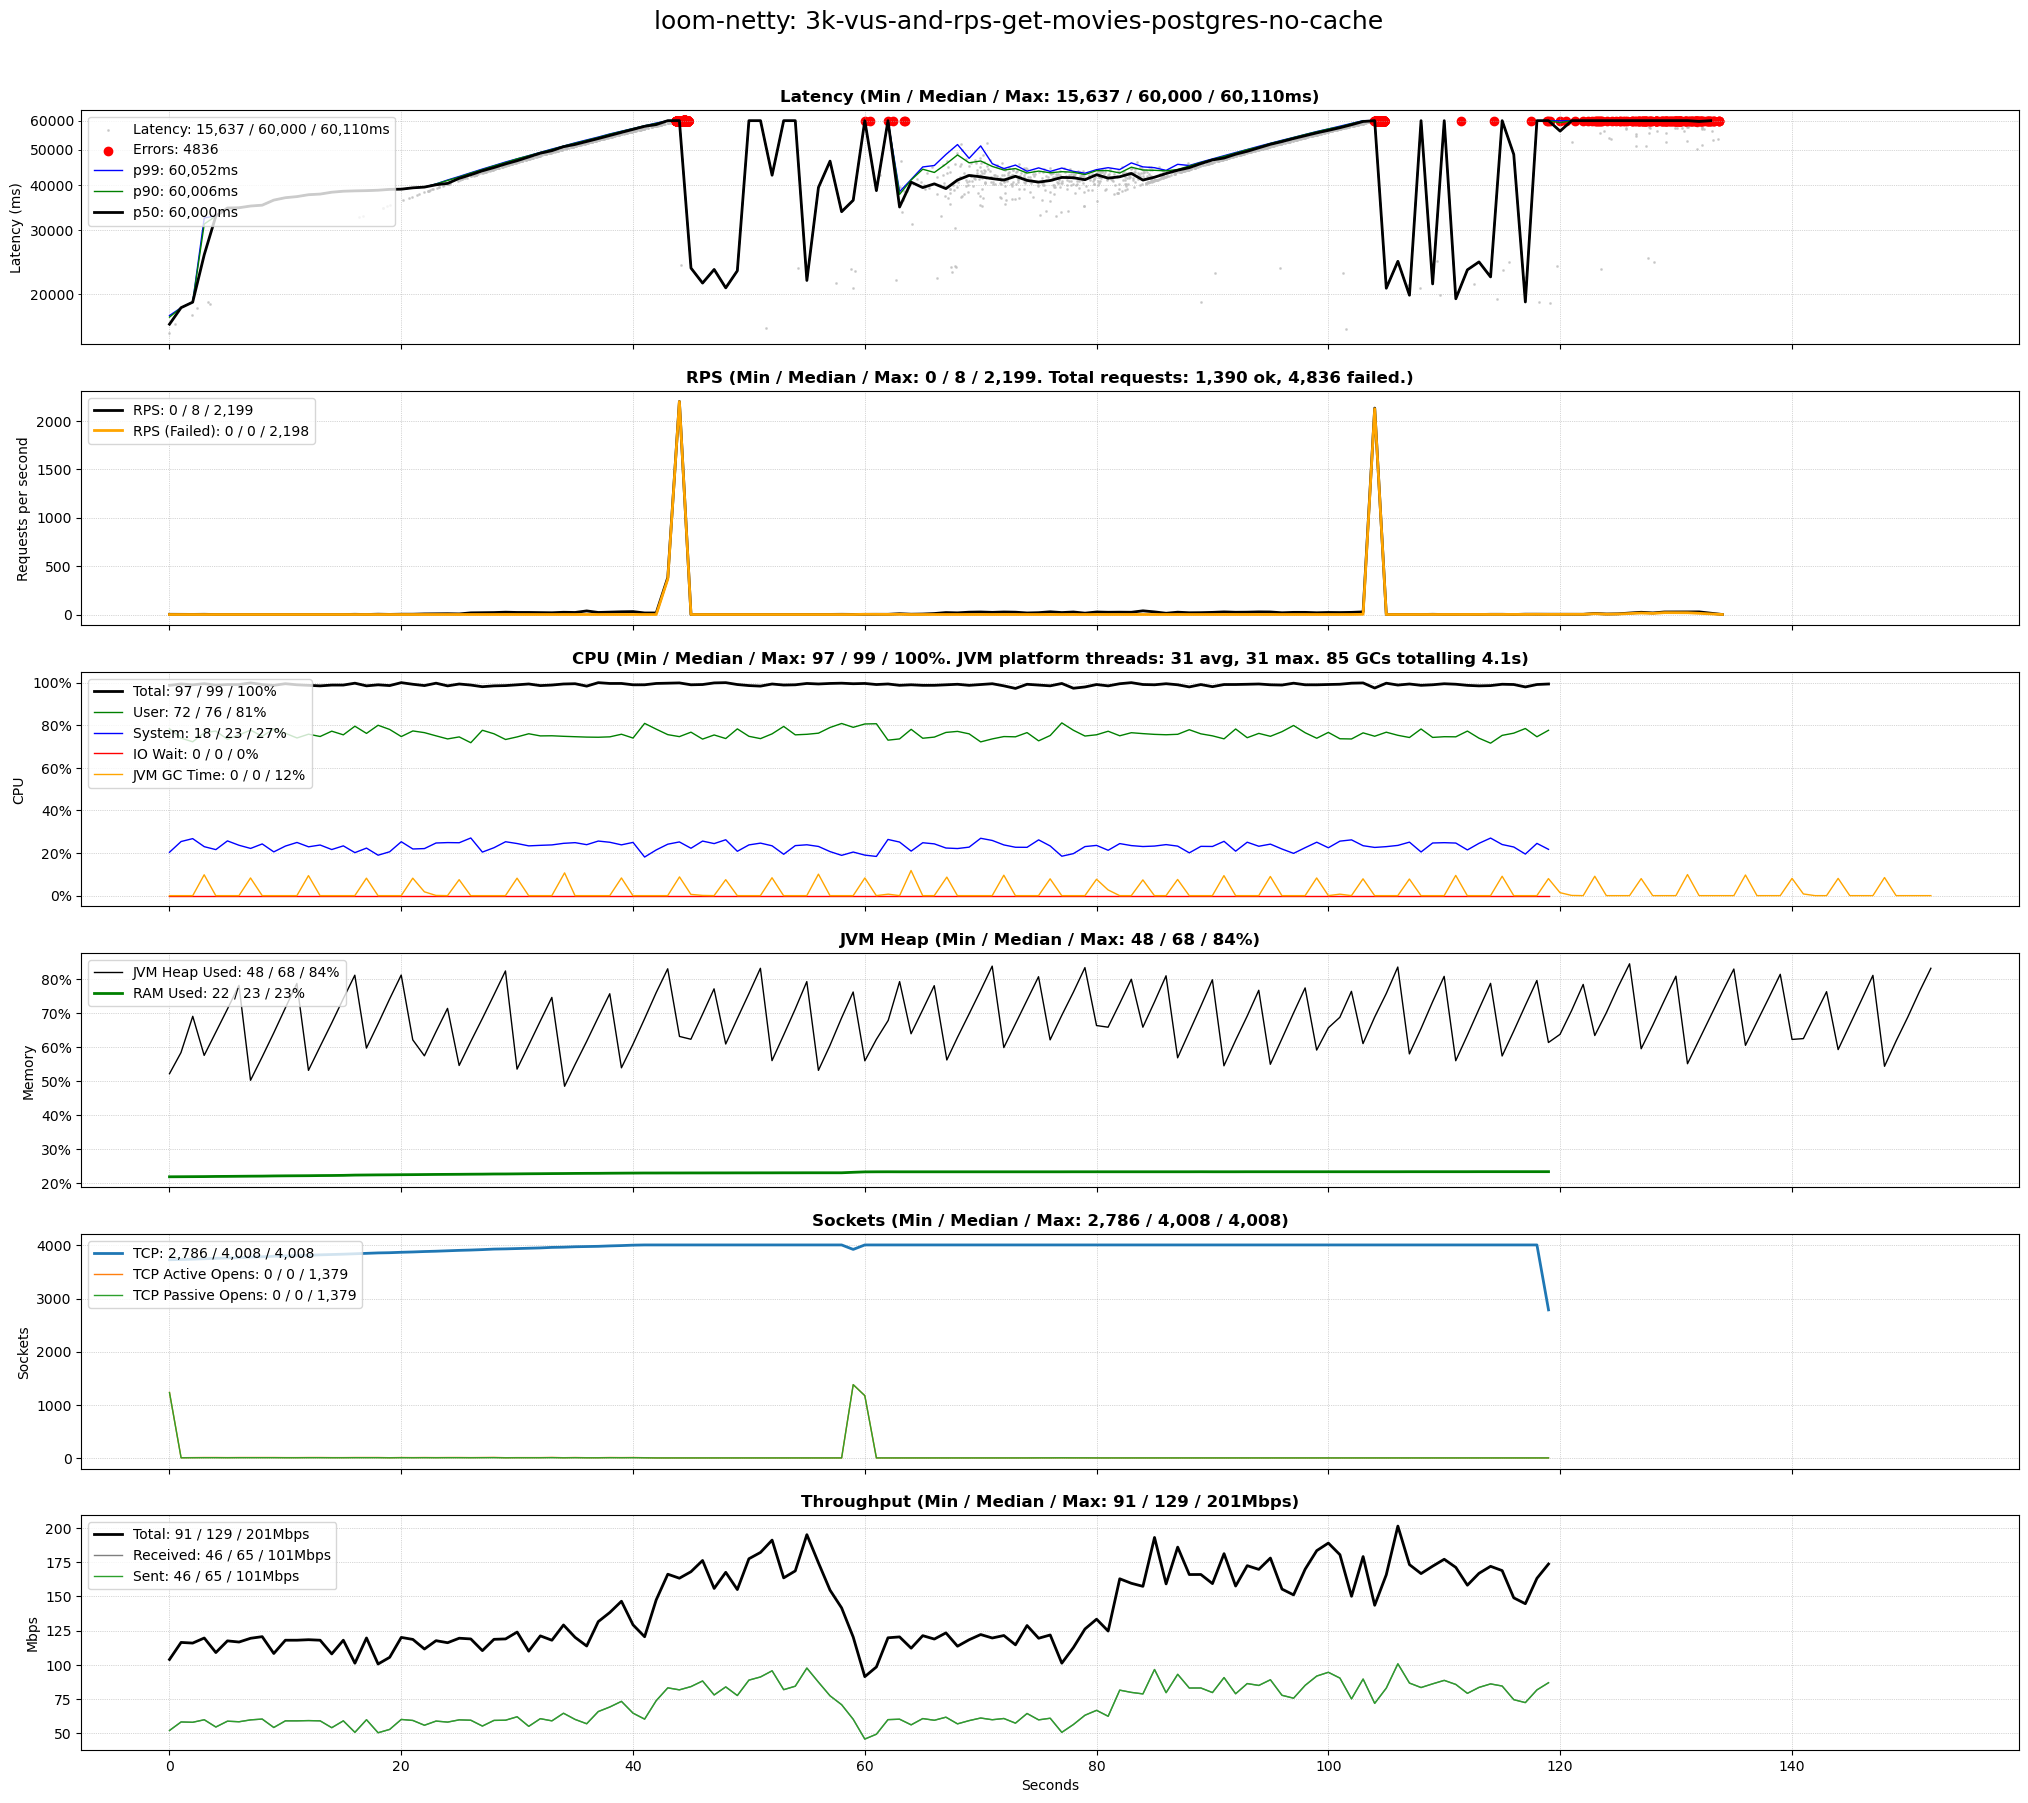 loom-netty: 3k-vus-and-rps-get-movies-postgres-no-cache
Latency (Min / Median / Max: 15,637 / 60,000 / 60,110ms)
Latency (ms)
60000
50000
40000
30000
20000
Latency: 15,637 / 60,000 / 60,110ms
Errors: 4836
p99: 60,052ms
p90: 60,006ms
p50: 60,000ms
RPS (Min / Median / Max: 0 / 8 / 2,199. Total requests: 1,390 ok, 4,836 failed.)
Requests per second
2000
1500
1000
500
0
RPS: 0 / 8 / 2,199
RPS (Failed): 0 / 0 / 2,198
CPU (Min / Median / Max: 97 / 99 / 100%. JVM platform threads: 31 avg, 31 max. 85 GCs totalling 4.1s)
CPU
100%
80%
60%
40%
20%
0%
Total: 97 / 99 / 100%
User: 72 / 76 / 81%
System: 18 / 23 / 27%
IO Wait: 0 / 0 / 0%
JVM GC Time: 0 / 0 / 12%
JVM Heap (Min / Median / Max: 48 / 68 / 84%)
Memory
80%
70%
60%
50%
40%
30%
20%
JVM Heap Used: 48 / 68 / 84%
RAM Used: 22 / 23 / 23%
Sockets (Min / Median / Max: 2,786 / 4,008 / 4,008)
Sockets
4000
3000
2000
1000
0
TCP: 2,786 / 4,008 / 4,008
TCP Active Opens: 0 / 0 / 1,379
TCP Passive Opens: 0 / 0 / 1,379
Throughput (Min / Median / Max: 91 / 129 / 201Mbps)
Mbps
200
175
150
125
100
75
50
Total: 91 / 129 / 201Mbps
Received: 46 / 65 / 101Mbps
Sent: 46 / 65 / 101Mbps
0 20 40 60 80 100 120 140
Seconds